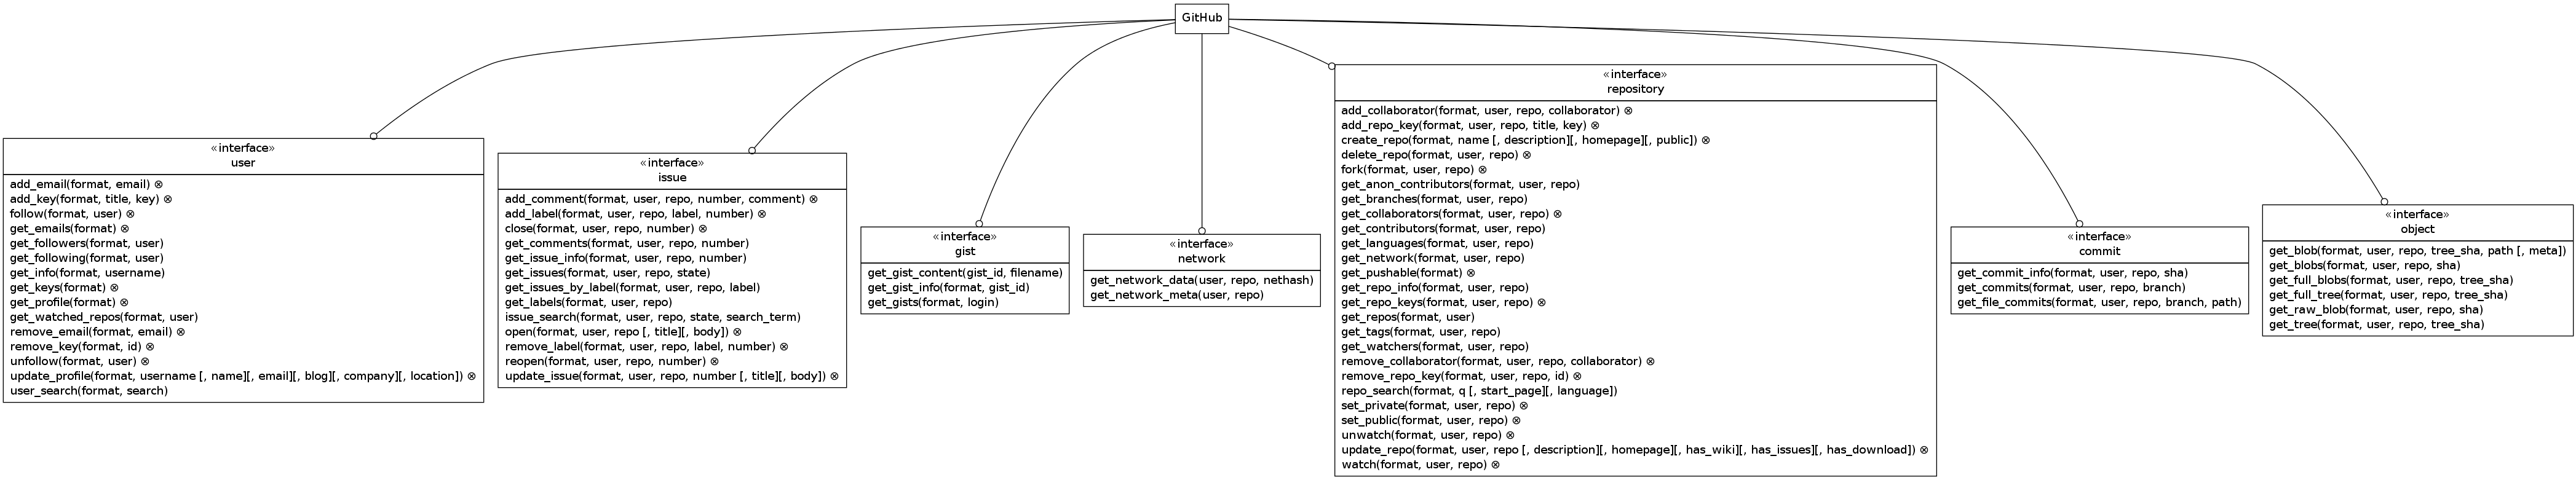 GitHub
«interface»
user
add_email(format, email) ⊗
add_key(format, title, key) ⊗
follow(format, user) ⊗
get_emails(format) ⊗
get_followers(format, user)
get_following(format, user)
get_info(format, username)
get_keys(format) ⊗
get_profile(format) ⊗
get_watched_repos(format, user)
remove_email(format, email) ⊗
remove_key(format, id) ⊗
unfollow(format, user) ⊗
update_profile(format, username [, name][, email][, blog][, company][, location]) ⊗
user_search(format, search)
«interface»
issue
add_comment(format, user, repo, number, comment) ⊗
add_label(format, user, repo, label, number) ⊗
close(format, user, repo, number) ⊗
get_comments(format, user, repo, number)
get_issue_info(format, user, repo, number)
get_issues(format, user, repo, state)
get_issues_by_label(format, user, repo, label)
get_labels(format, user, repo)
issue_search(format, user, repo, state, search_term)
open(format, user, repo [, title][, body]) ⊗
remove_label(format, user, repo, label, number) ⊗
reopen(format, user, repo, number) ⊗
update_issue(format, user, repo, number [, title][, body]) ⊗
«interface»
gist
get_gist_content(gist_id, filename)
get_gist_info(format, gist_id)
get_gists(format, login)
«interface»
network
get_network_data(user, repo, nethash)
get_network_meta(user, repo)
«interface»
repository
add_collaborator(format, user, repo, collaborator) ⊗
add_repo_key(format, user, repo, title, key) ⊗
create_repo(format, name [, description][, homepage][, public]) ⊗
delete_repo(format, user, repo) ⊗
fork(format, user, repo) ⊗
get_anon_contributors(format, user, repo)
get_branches(format, user, repo)
get_collaborators(format, user, repo) ⊗
get_contributors(format, user, repo)
get_languages(format, user, repo)
get_network(format, user, repo)
get_pushable(format) ⊗
get_repo_info(format, user, repo)
get_repo_keys(format, user, repo) ⊗
get_repos(format, user)
get_tags(format, user, repo)
get_watchers(format, user, repo)
remove_collaborator(format, user, repo, collaborator) ⊗
remove_repo_key(format, user, repo, id) ⊗
repo_search(format, q [, start_page][, language])
set_private(format, user, repo) ⊗
set_public(format, user, repo) ⊗
unwatch(format, user, repo) ⊗
update_repo(format, user, repo [, description][, homepage][, has_wiki][, has_issues][, has_download]) ⊗
watch(format, user, repo) ⊗
«interface»
commit
get_commit_info(format, user, repo, sha)
get_commits(format, user, repo, branch)
get_file_commits(format, user, repo, branch, path)
«interface»
object
get_blob(format, user, repo, tree_sha, path [, meta])
get_blobs(format, user, repo, sha)
get_full_blobs(format, user, repo, tree_sha)
get_full_tree(format, user, repo, tree_sha)
get_raw_blob(format, user, repo, sha)
get_tree(format, user, repo, tree_sha)